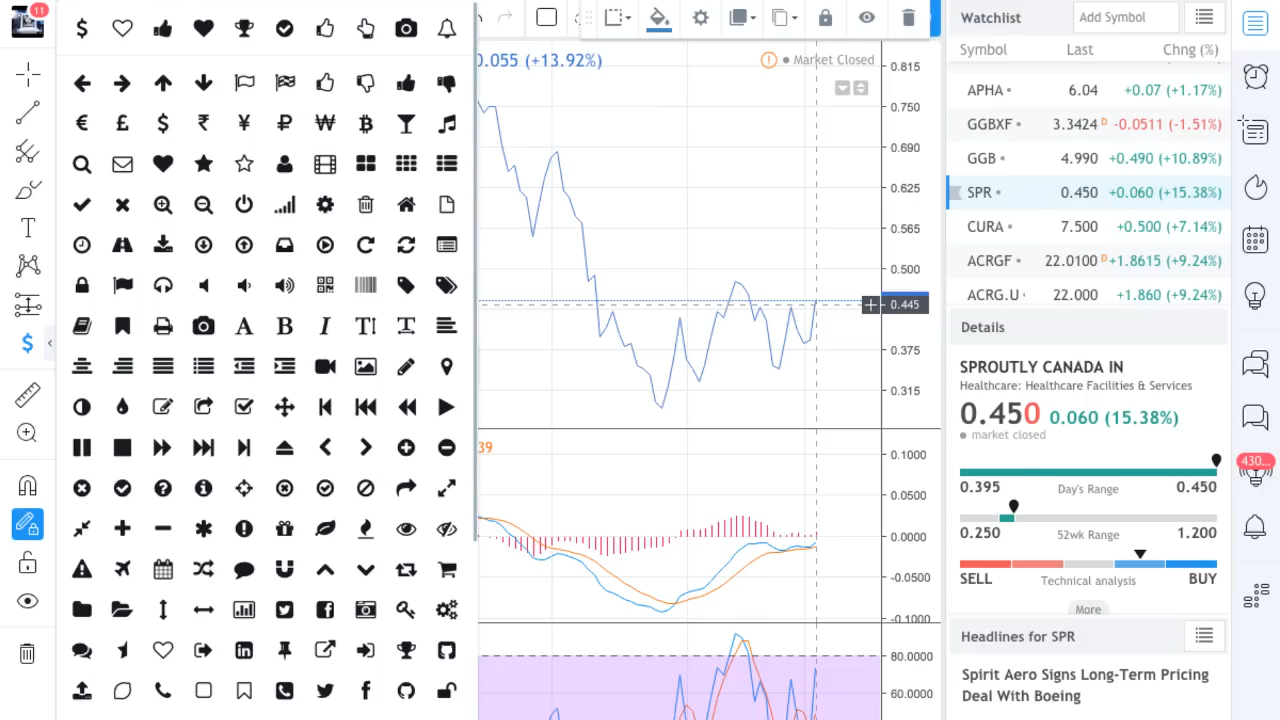 11
0.055 (+13.92%)
Market Closed
0.815
0.750
0.690
0.625
0.565
0.500
0.445
0.375
0.315
39
0.1000
0.0500
0.0000
-0.0500
-0.1000
80.0000
60.0000
Watchlist
Add Symbol
Symbol Last Chng (%)
APHA 6.04 +0.07 (+1.17%)
GGBXF 3.3424 D -0.0511 (-1.51%)
GGB 4.990 +0.490 (+10.89%)
SPR 0.450 +0.060 (+15.38%)
CURA 7.500 +0.500 (+7.14%)
ACRGF 22.0100 D +1.8615 (+9.24%)
ACRG.U 22.000 +1.860 (+9.24%)
Details
SPROUTLY CANADA IN
Healthcare: Healthcare Facilities & Services
0.450 0.060 (15.38%)
market closed
0.395 Day's Range 0.450
0.250 52wk Range 1.200
SELL Technical analysis BUY
More
Headlines for SPR
Spirit Aero Signs Long-Term Pricing
Deal With Boeing
430...